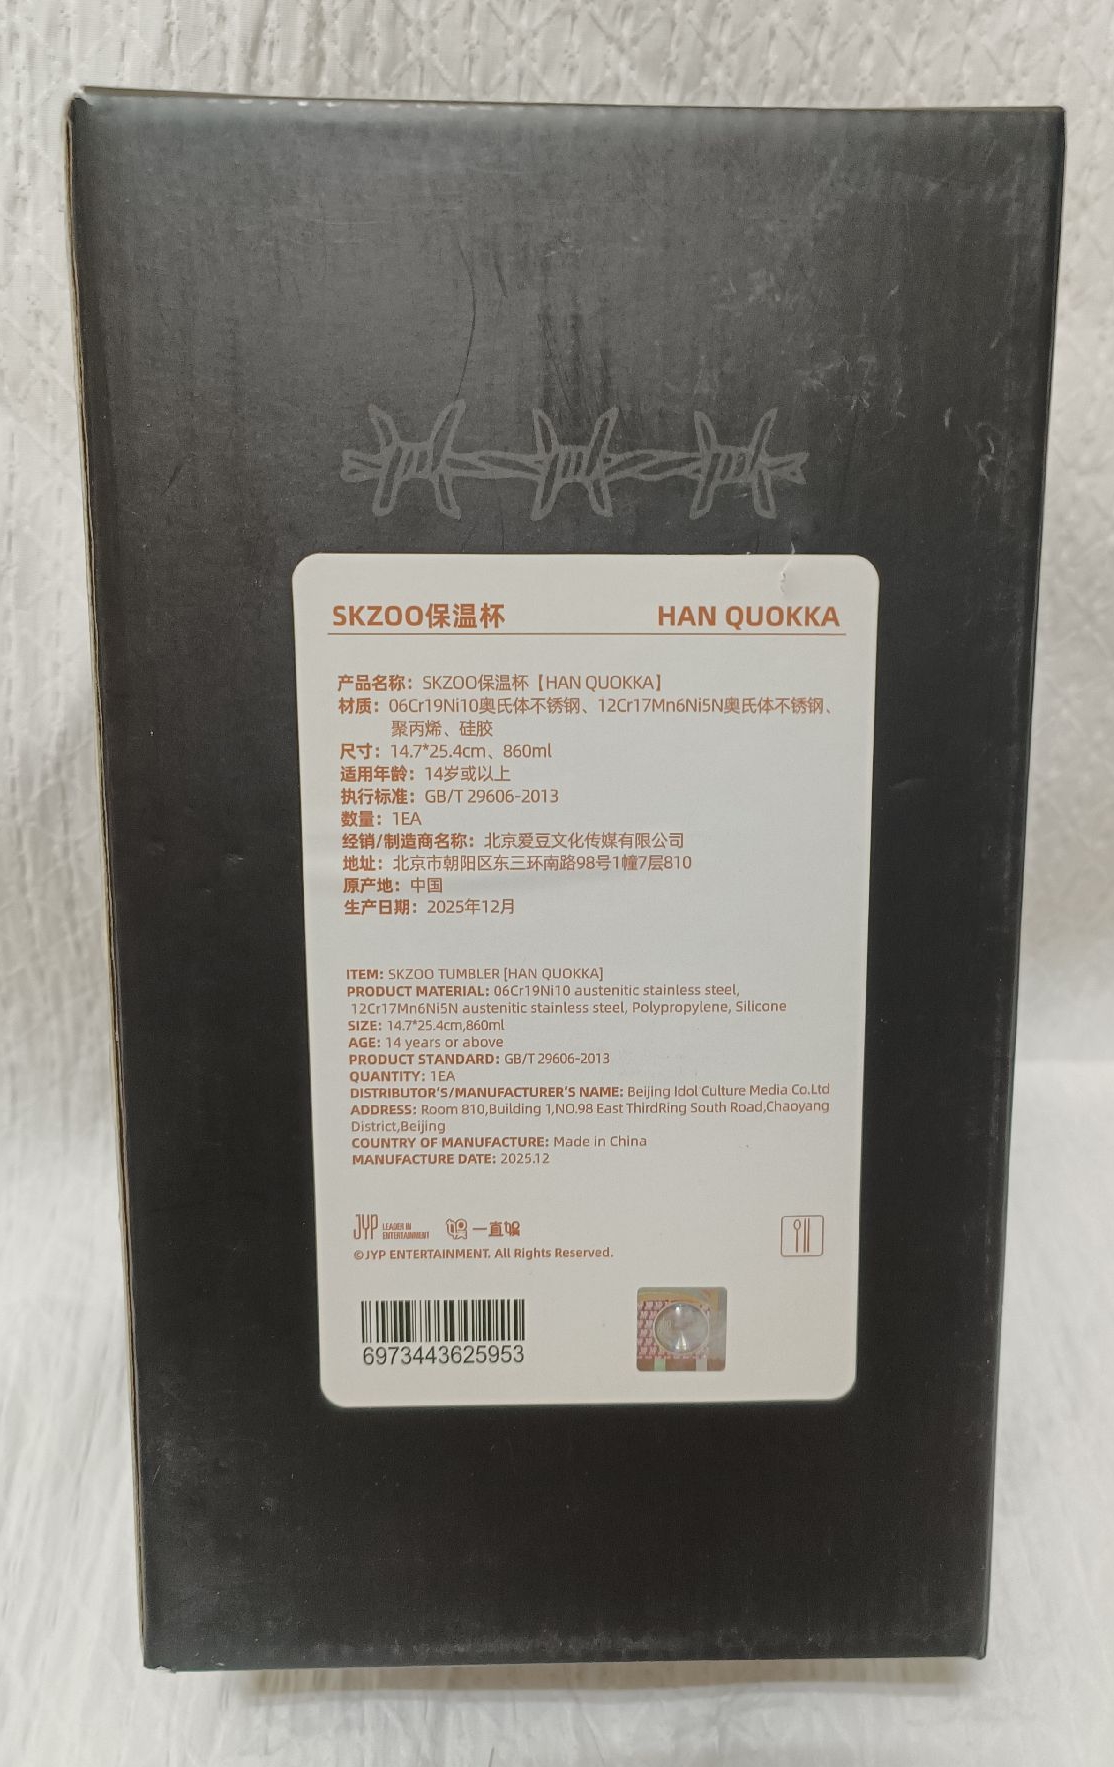 SKZOO保温杯 HAN QUOKKA
产品名称：SKZOO保温杯【HAN QUOKKA】
材质：06Cr19Ni10奥氏体不锈钢、12Cr17Mn6Ni5N奥氏体不锈钢、
聚丙烯、硅胶
尺寸：14.7*25.4cm、860ml
适用年龄：14岁或以上
执行标准：GB/T 29606-2013
数量：1EA
经销/制造商名称：北京爱豆文化传媒有限公司
地址：北京市朝阳区东三环南路98号1幢7层810
原产地：中国
生产日期：2025年12月
ITEM: SKZOO TUMBLER [HAN QUOKKA]
PRODUCT MATERIAL: 06Cr19Ni10 austenitic stainless steel,
12Cr17Mn6Ni5N austenitic stainless steel, Polypropylene, Silicone
SIZE: 14.7*25.4cm,860ml
AGE: 14 years or above
PRODUCT STANDARD: GB/T 29606-2013
QUANTITY: 1EA
DISTRIBUTOR'S/MANUFACTURER'S NAME: Beijing Idol Culture Media Co.Ltd
ADDRESS: Room 810,Building 1,NO.98 East ThirdRing South Road,Chaoyang
District,Beijing
COUNTRY OF MANUFACTURE: Made in China
MANUFACTURE DATE: 2025.12
JYP LEADER IN ENTERTAINMENT 一直娱
©JYP ENTERTAINMENT. All Rights Reserved.
6973443625953